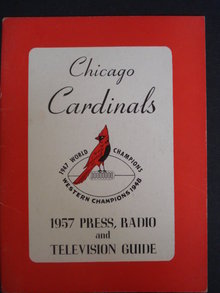 Chicago
Cardinals
1947 WORLD CHAMPIONS
WESTERN CHAMPIONS 1948
1957 PRESS, RADIO
and
TELEVISION GUIDE